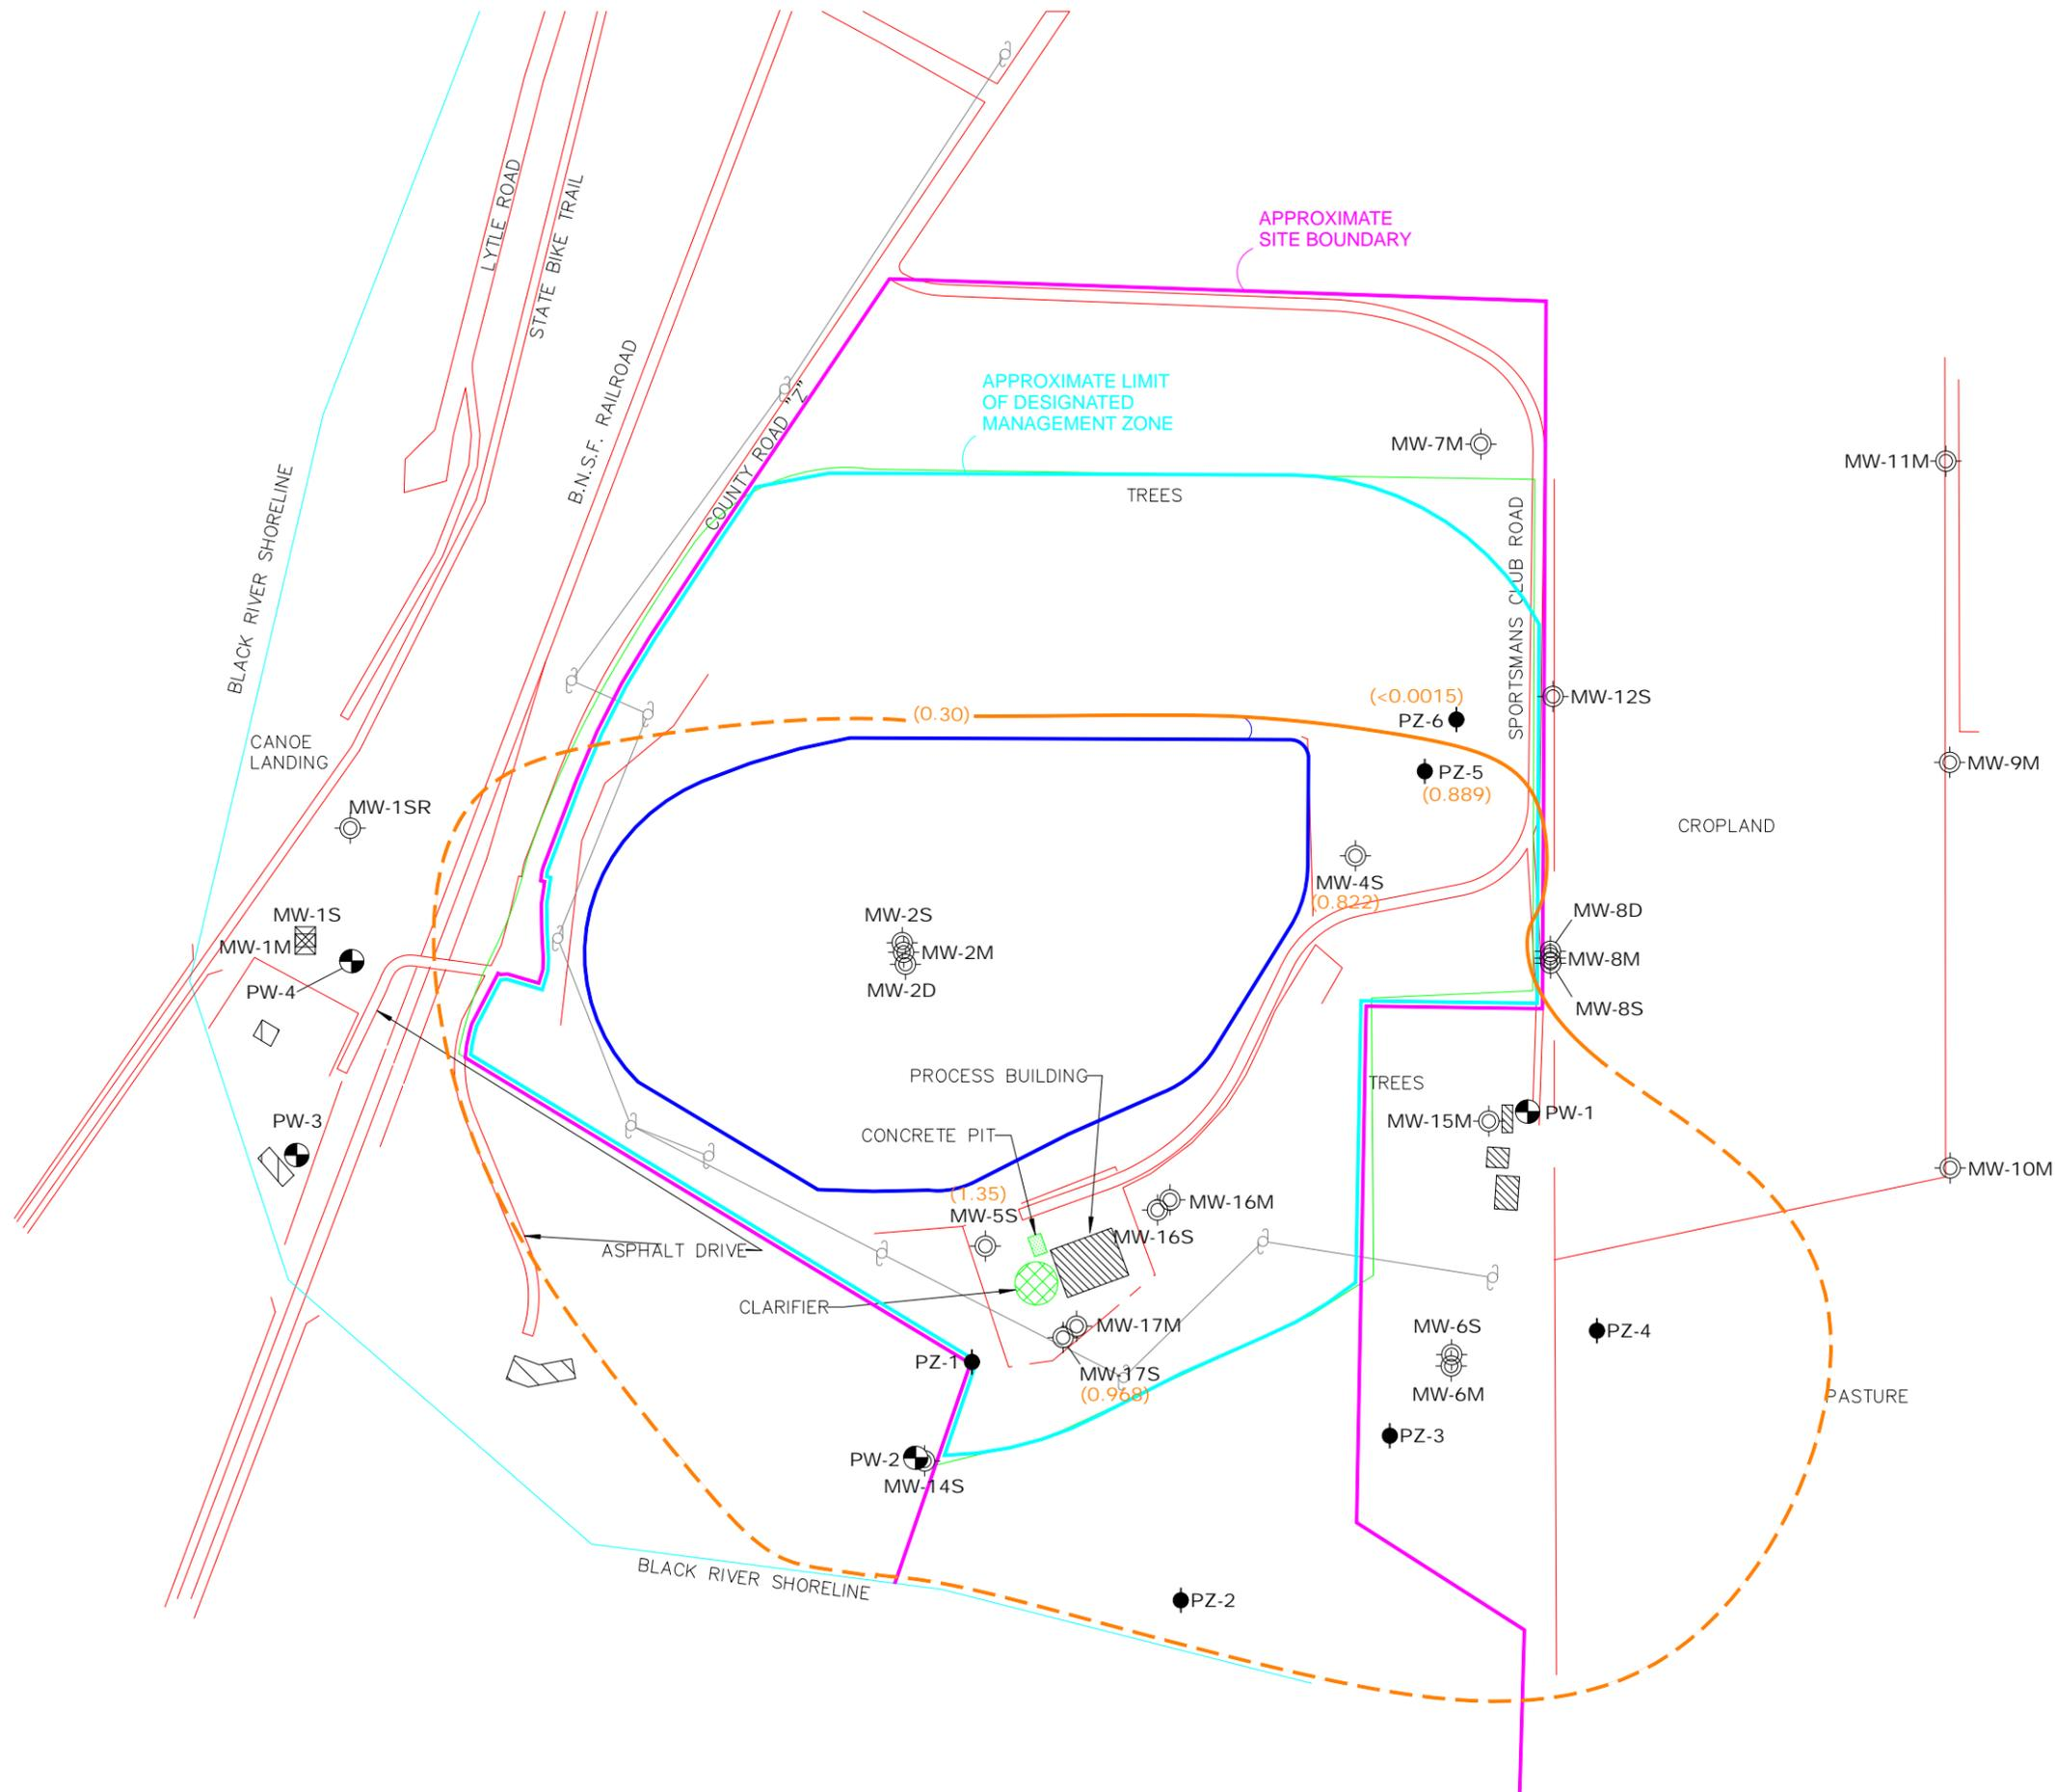 APPROXIMATE
SITE BOUNDARY
LYTLE ROAD
STATE BIKE TRAIL
B.N.S.F. RAILROAD
COUNTY ROAD "Z"
APPROXIMATE LIMIT
OF DESIGNATED
MANAGEMENT ZONE
MW-7M
MW-11M
BLACK RIVER SHORELINE
TREES
SPORTSMANS CLUB ROAD
(<0.0015)
MW-12S
(0.30)
PZ-6
CANOE
LANDING
MW-9M
PZ-5
(0.889)
MW-1SR
CROPLAND
MW-4S
(0.822)
MW-1S
MW-2S
MW-8D
MW-1M
MW-2M
MW-8M
PW-4
MW-2D
MW-8S
PROCESS BUILDING
TREES
PW-3
CONCRETE PIT
MW-15M
PW-1
MW-10M
(1.35)
MW-5S
MW-16M
MW-16S
ASPHALT DRIVE
CLARIFIER
MW-17M
MW-6S
PZ-4
PZ-1
MW-17S
(0.968)
MW-6M
PASTURE
PZ-3
PW-2
MW-14S
BLACK RIVER SHORELINE
PZ-2